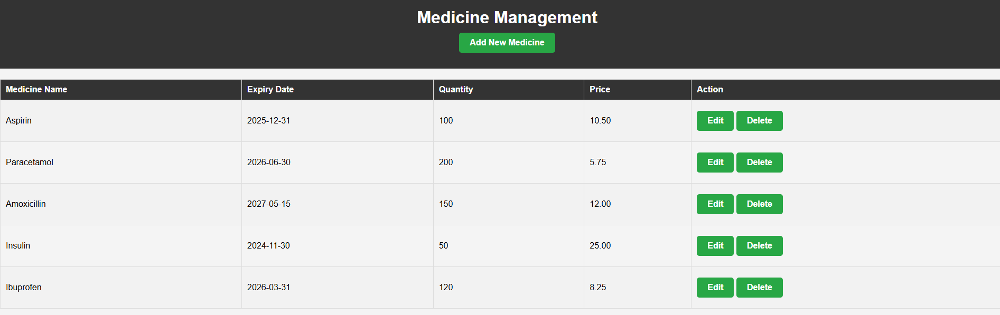 Medicine Management
Add New Medicine
Medicine Name Expiry Date Quantity Price Action
Aspirin 2025-12-31 100 10.50 Edit Delete
Paracetamol 2026-06-30 200 5.75 Edit Delete
Amoxicillin 2027-05-15 150 12.00 Edit Delete
Insulin 2024-11-30 50 25.00 Edit Delete
Ibuprofen 2026-03-31 120 8.25 Edit Delete